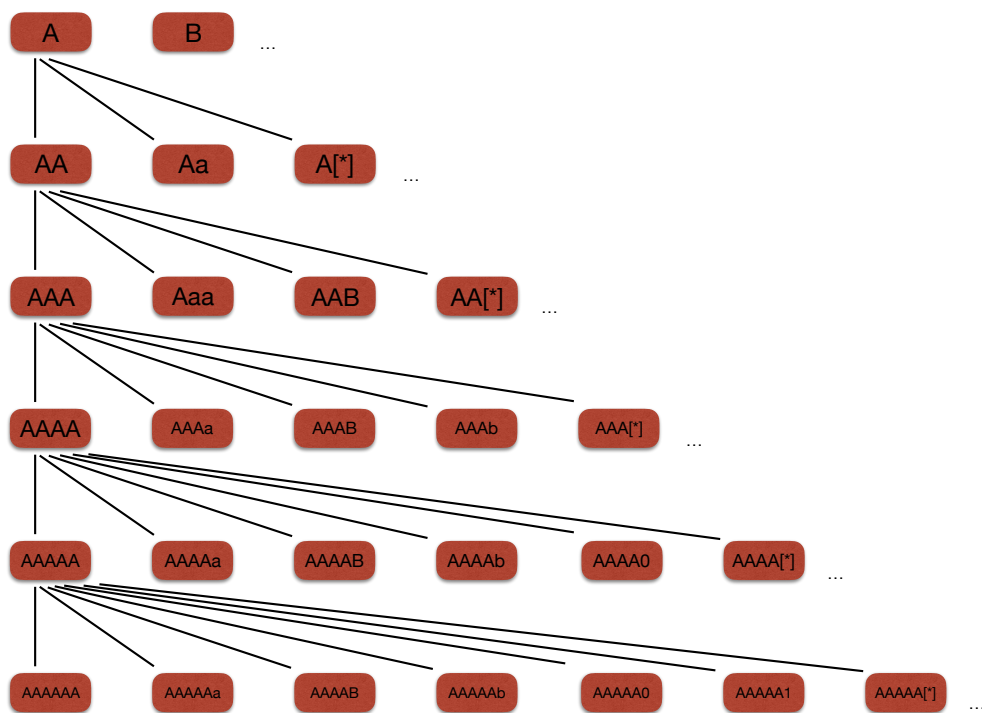 A B ...
AA Aa A[*] ...
AAA Aaa AAB AA[*] ...
AAAA AAAa AAAB AAAb AAA[*] ...
AAAAA AAAAa AAAAB AAAAb AAAA0 AAAA[*] ...
AAAAAA AAAAAa AAAAB AAAAAb AAAAA0 AAAAA1 AAAAA[*] ...